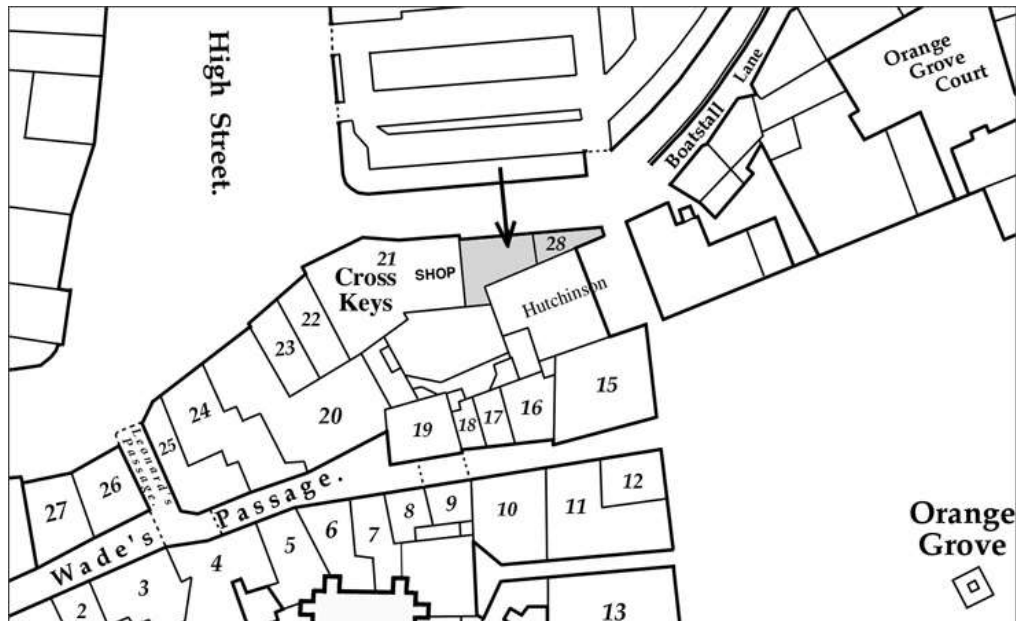 High Street.
Boatstall Lane
Orange
Grove
Court
21
Cross
Keys
SHOP
28
Hutchinson
22
23
24
20
25
Leonard's
Passage.
26
27
19
18
17
16
15
Wade's Passage.
12
11
10
9
8
7
6
5
4
3
2
13
Orange
Grove